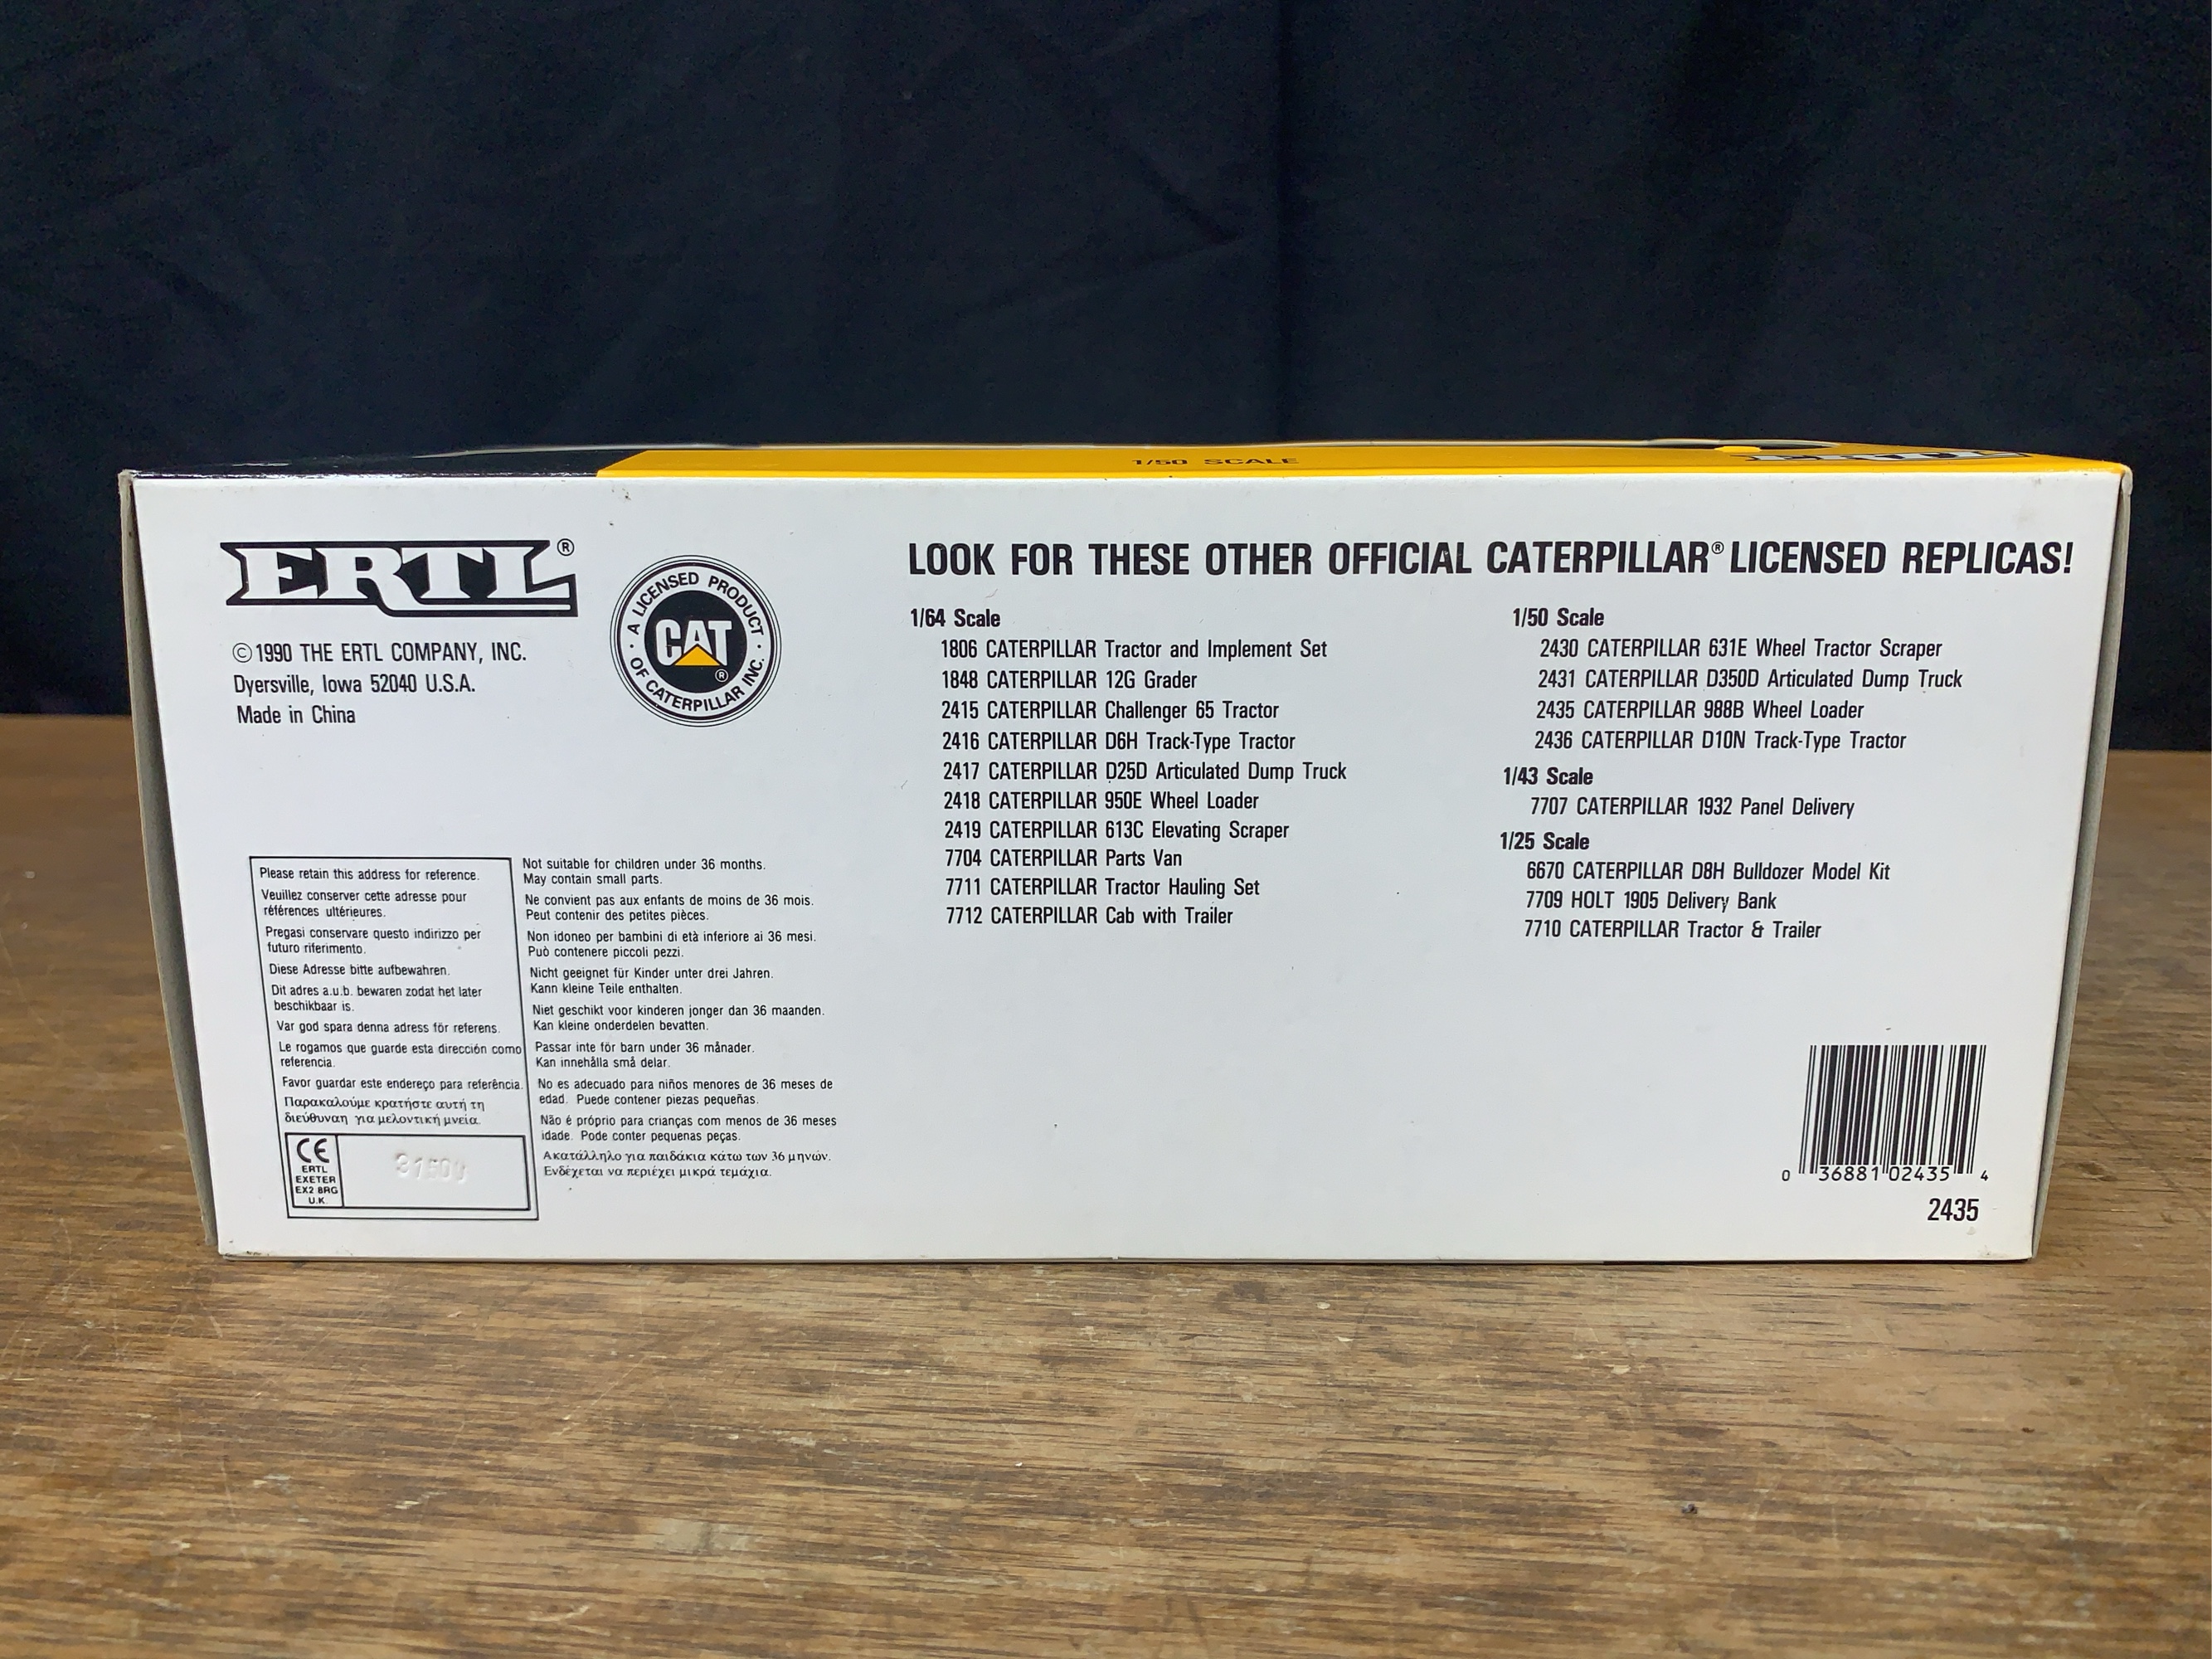 1/50 SCALE
ERTL
ERTL®
©1990 THE ERTL COMPANY, INC.
Dyersville, Iowa 52040 U.S.A.
Made in China
· A LICENSED PRODUCT ·
OF CATERPILLAR INC.
CAT®
LOOK FOR THESE OTHER OFFICIAL CATERPILLAR® LICENSED REPLICAS!
1/64 Scale
1806 CATERPILLAR Tractor and Implement Set
1848 CATERPILLAR 12G Grader
2415 CATERPILLAR Challenger 65 Tractor
2416 CATERPILLAR D6H Track-Type Tractor
2417 CATERPILLAR D25D Articulated Dump Truck
2418 CATERPILLAR 950E Wheel Loader
2419 CATERPILLAR 613C Elevating Scraper
7704 CATERPILLAR Parts Van
7711 CATERPILLAR Tractor Hauling Set
7712 CATERPILLAR Cab with Trailer
1/50 Scale
2430 CATERPILLAR 631E Wheel Tractor Scraper
2431 CATERPILLAR D350D Articulated Dump Truck
2435 CATERPILLAR 988B Wheel Loader
2436 CATERPILLAR D10N Track-Type Tractor
1/43 Scale
7707 CATERPILLAR 1932 Panel Delivery
1/25 Scale
6670 CATERPILLAR D8H Bulldozer Model Kit
7709 HOLT 1905 Delivery Bank
7710 CATERPILLAR Tractor & Trailer
Please retain this address for reference.
Veuillez conserver cette adresse pour
références ultérieures.
Pregasi conservare questo indirizzo per
futuro riferimento.
Diese Adresse bitte aufbewahren.
Dit adres a.u.b. bewaren zodat het later
beschikbaar is.
Var god spara denna adress för referens.
Le rogamos que guarde esta dirección como
referencia.
Favor guardar este endereço para referência.
Παρακαλούμε κρατήστε αυτή τη
διεύθυναη για μελοντική μνεία.
CE
ERTL
EXETER
EX2 8RG
U.K.
Not suitable for children under 36 months.
May contain small parts.
Ne convient pas aux enfants de moins de 36 mois.
Peut contenir des petites pièces.
Non idoneo per bambini di età inferiore ai 36 mesi.
Può contenere piccoli pezzi.
Nicht geeignet für Kinder unter drei Jahren.
Kann kleine Teile enthalten.
Niet geschikt voor kinderen jonger dan 36 maanden.
Kan kleine onderdelen bevatten.
Passar inte för barn under 36 månader.
Kan innehålla små delar.
No es adecuado para niños menores de 36 meses de
edad. Puede contener piezas pequeñas.
Não é próprio para crianças com menos de 36 meses
idade. Pode conter pequenas peças.
Ακατάλληλο για παιδάκια κάτω των 36 μηνών.
Ενδέχεται να περιέχει μικρά τεμάχια.
0 36881 02435 4
2435